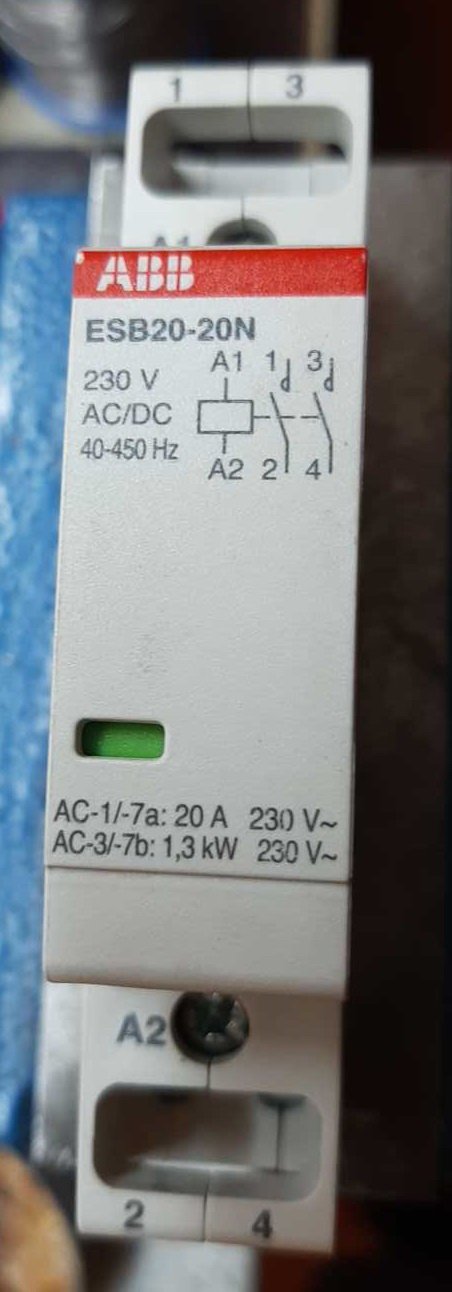 1 3
A1
ABB
ESB20-20N
230 V
AC/DC
40-450 Hz
A1 1 3
A2 2 4
AC-1/-7a: 20 A 230 V~
AC-3/-7b: 1,3 kW 230 V~
A2
2 4